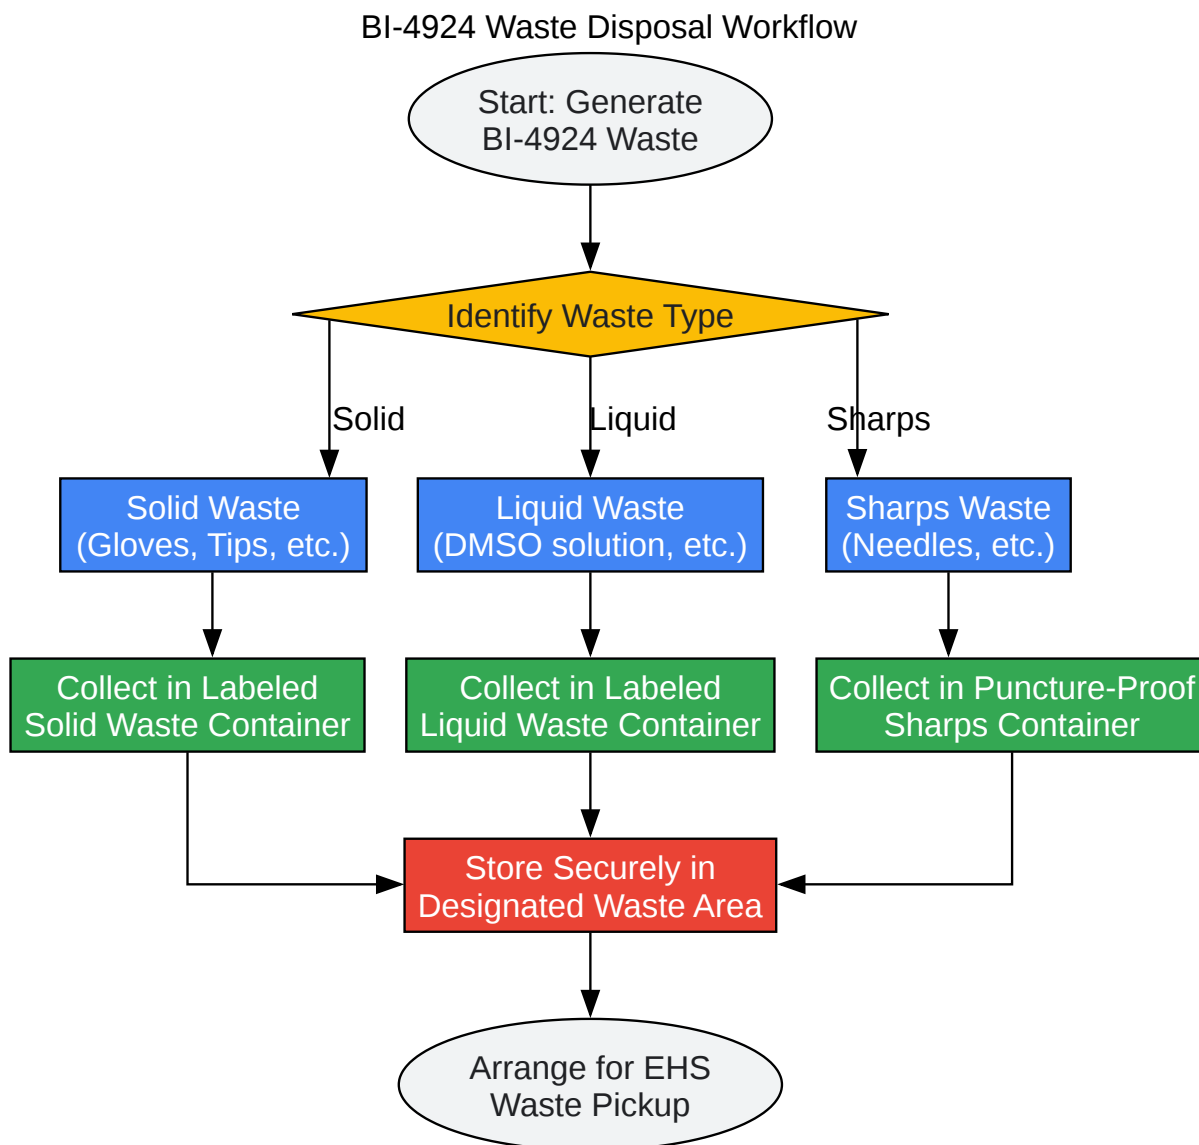 BI-4924 Waste Disposal Workflow
Start: Generate
BI-4924 Waste
Identify Waste Type
Solid
Liquid
Sharps
Solid Waste
(Gloves, Tips, etc.)
Liquid Waste
(DMSO solution, etc.)
Sharps Waste
(Needles, etc.)
Collect in Labeled
Solid Waste Container
Collect in Labeled
Liquid Waste Container
Collect in Puncture-Proof
Sharps Container
Store Securely in
Designated Waste Area
Arrange for EHS
Waste Pickup